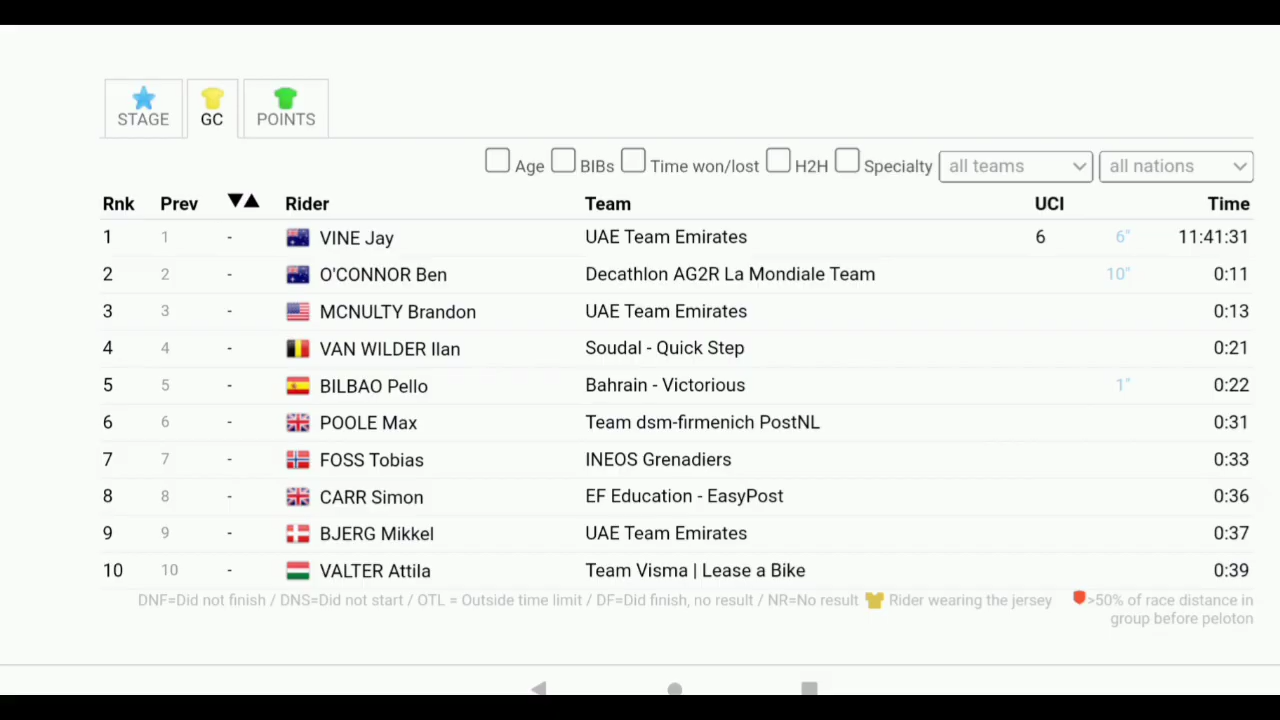 STAGE GC POINTS
Age BIBs Time won/lost H2H Specialty all teams all nations
Rnk Prev ▼▲ Rider Team UCI Time
1 1 - VINE Jay UAE Team Emirates 6 6" 11:41:31
2 2 - O'CONNOR Ben Decathlon AG2R La Mondiale Team 10" 0:11
3 3 - MCNULTY Brandon UAE Team Emirates 0:13
4 4 - VAN WILDER Ilan Soudal - Quick Step 0:21
5 5 - BILBAO Pello Bahrain - Victorious 1" 0:22
6 6 - POOLE Max Team dsm-firmenich PostNL 0:31
7 7 - FOSS Tobias INEOS Grenadiers 0:33
8 8 - CARR Simon EF Education - EasyPost 0:36
9 9 - BJERG Mikkel UAE Team Emirates 0:37
10 10 - VALTER Attila Team Visma | Lease a Bike 0:39
DNF=Did not finish / DNS=Did not start / OTL = Outside time limit / DF=Did finish, no result / NR=No result Rider wearing the jersey >50% of race distance in
group before peloton